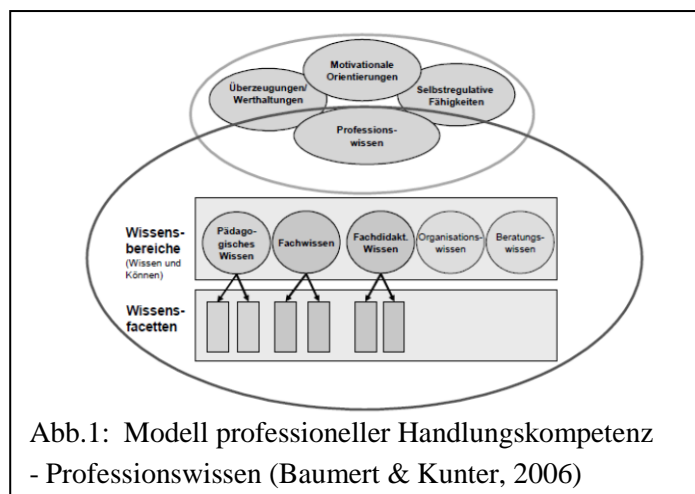 Motivationale
Orientierungen
Überzeugungen/
Werthaltungen
Selbstregulative
Fähigkeiten
Professions-
wissen
Wissens-
bereiche
(Wissen und
Können)
Pädago-
gisches
Wissen
Fachwissen
Fachdidakt.
Wissen
Organisations-
wissen
Beratungs-
wissen
Wissens-
facetten
Abb.1: Modell professioneller Handlungskompetenz
- Professionswissen (Baumert & Kunter, 2006)